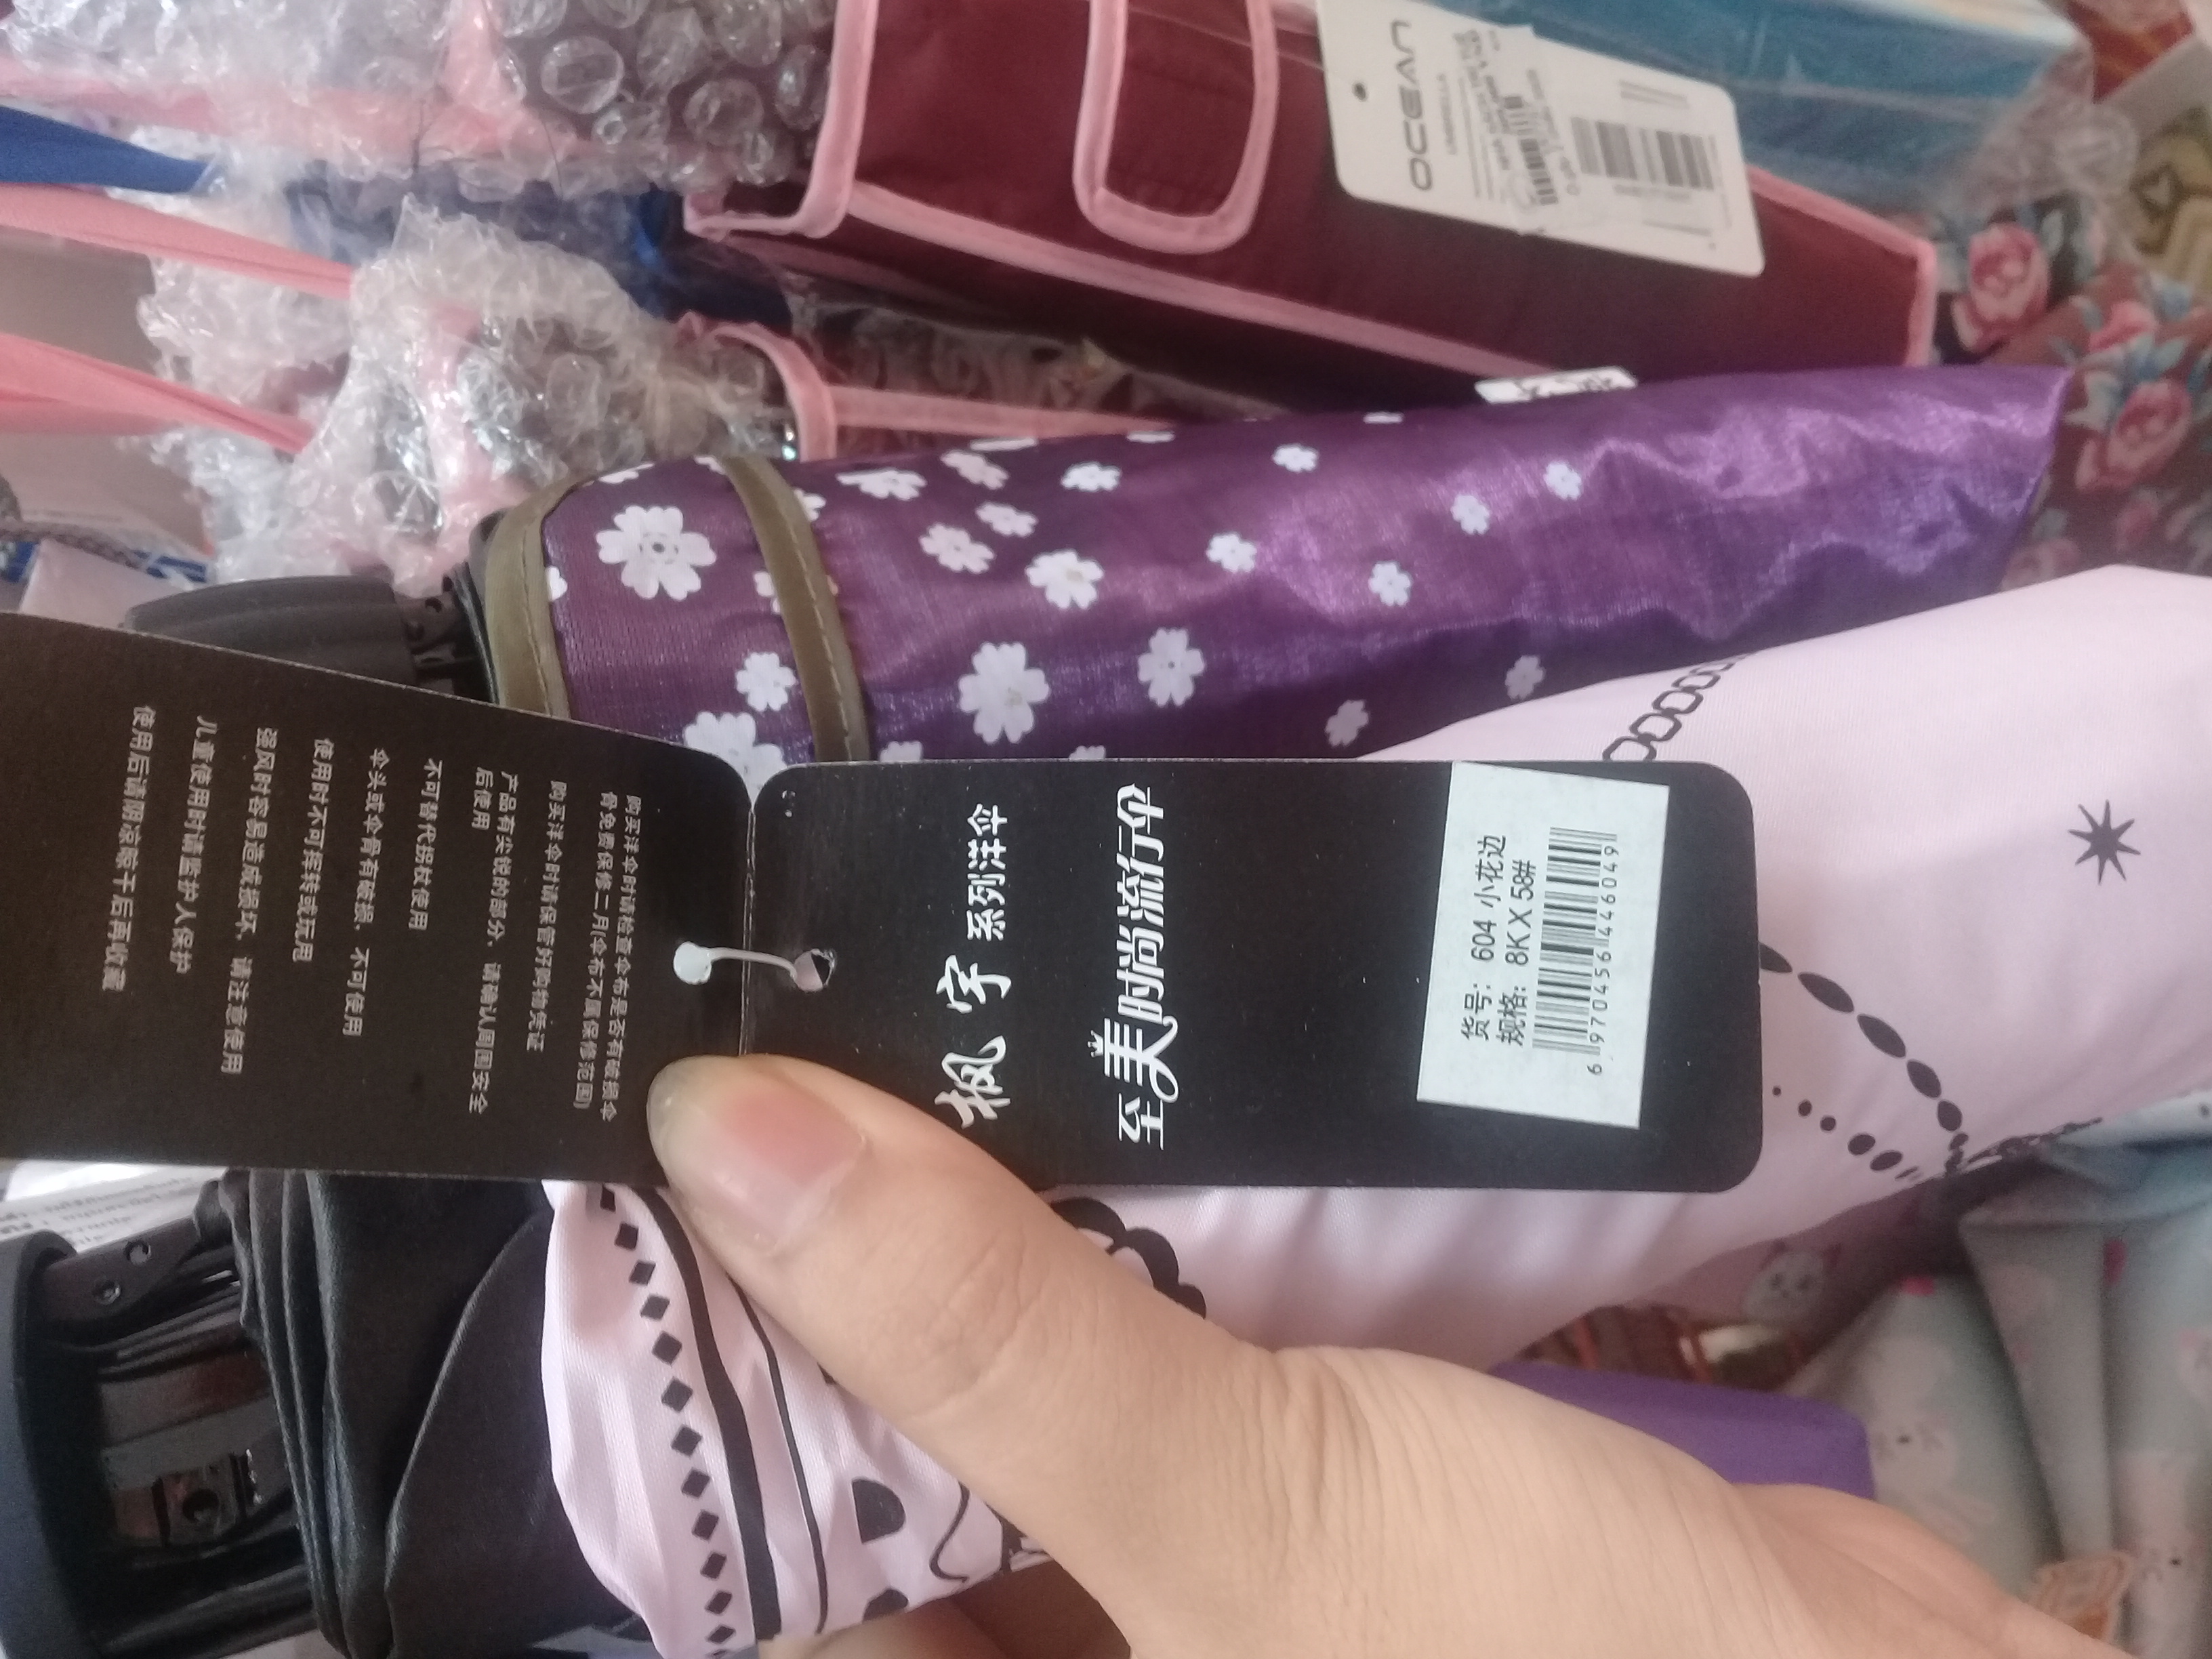 枫字 系列洋伞
至美时尚流行伞
货号： 604 小花边
规格： 8K X 58#
6 970456 446049
购买洋伞时请检查伞布是否有破损伞
骨免费保修二月(伞布不属保修范围)
购买洋伞时请保管好购物凭证
产品有尖锐的部分，请确认周围安全
后使用
不可替代拐杖使用
伞头或伞骨有破损，不可使用
使用时不可挥转或玩甩
强风时容易造成损坏，请注意使用
儿童使用时请监护人保护
使用后请阴凉晾干后再收藏
OCEAN
UMBRELLA